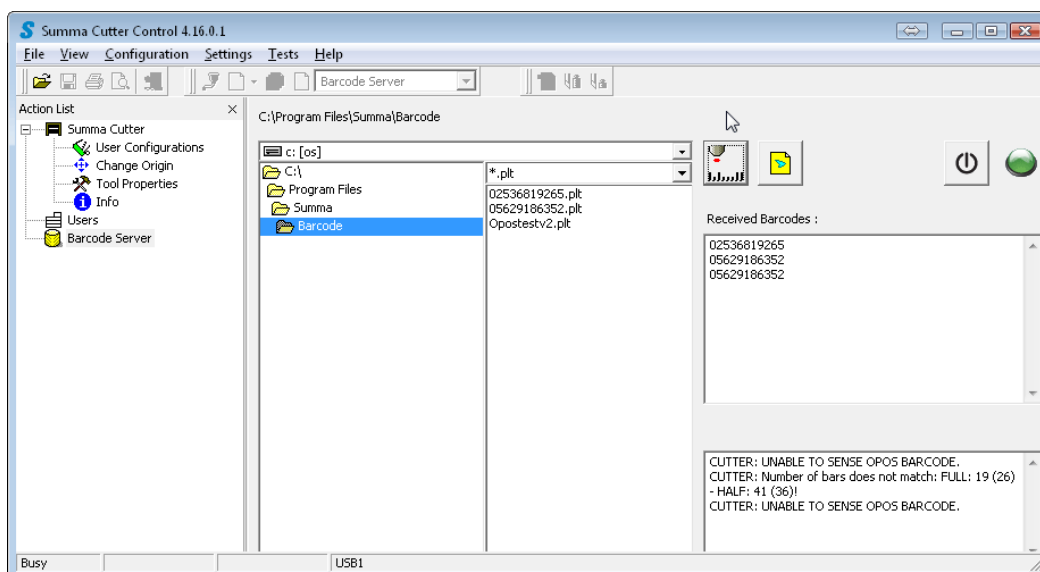 Summa Cutter Control 4.16.0.1
File View Configuration Settings Tests Help
Barcode Server
Action List
Summa Cutter
User Configurations
Change Origin
Tool Properties
Info
Users
Barcode Server
C:\Program Files\Summa\Barcode
c: [os]
C:\
Program Files
Summa
Barcode
*.plt
02536819265.plt
05629186352.plt
Opostestv2.plt
Received Barcodes :
02536819265
05629186352
05629186352
CUTTER: UNABLE TO SENSE OPOS BARCODE.
CUTTER: Number of bars does not match: FULL: 19 (26)
- HALF: 41 (36)!
CUTTER: UNABLE TO SENSE OPOS BARCODE.
Busy
USB1